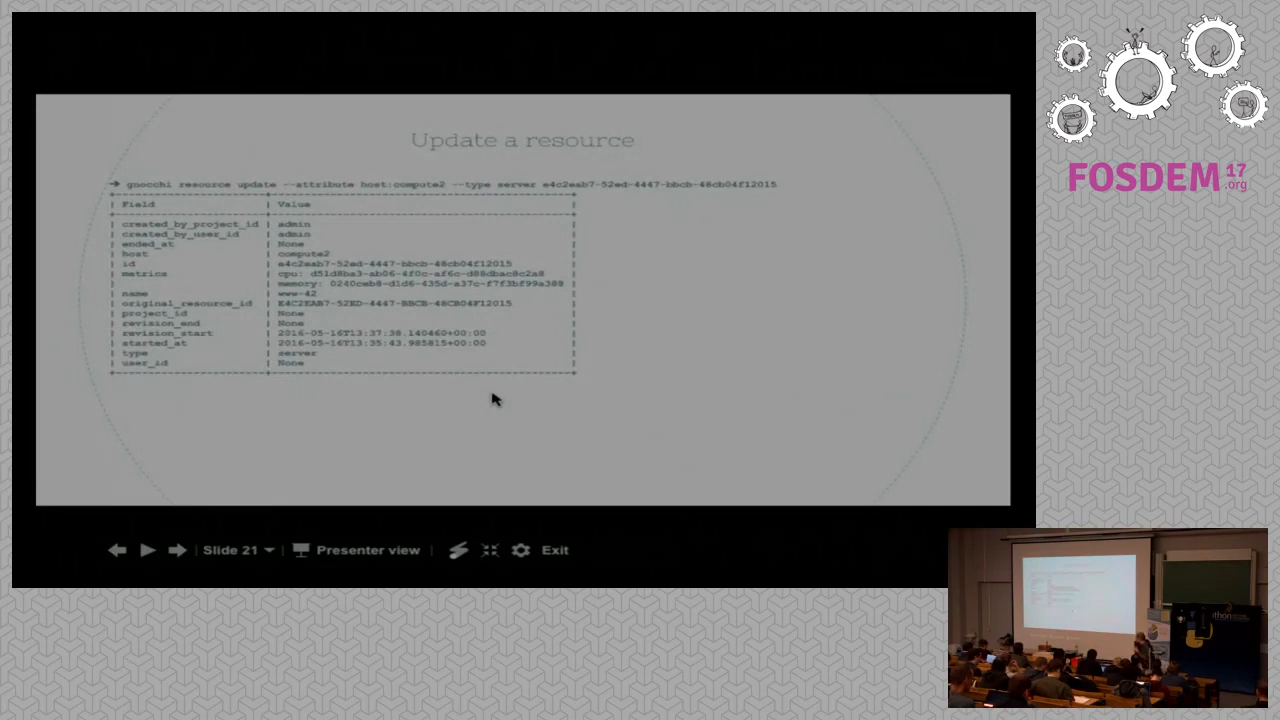 Update a resource
➔ gnocchi resource update --attribute host:compute2 --type server e4c2eab7-52ed-4447-bbcb-48cb04f12015
| Field | Value |
| created_by_project_id | admin |
| created_by_user_id | admin |
| ended_at | None |
| host | compute2 |
| id | e4c2eab7-52ed-4447-bbcb-48cb04f12015 |
| metrics | cpu: d51d8ba3-ab06-4f0c-af6c-d88dbac8c2a8 |
| | memory: 0240ceb8-d1d6-435d-a37c-f7f3bf99a388 |
| name | www-42 |
| original_resource_id | E4C2EAB7-52ED-4447-BBCB-48CB04F12015 |
| project_id | None |
| revision_end | None |
| revision_start | 2016-05-16T13:37:38.140460+00:00 |
| started_at | 2016-05-16T13:35:43.985815+00:00 |
| type | server |
| user_id | None |
Slide 21
Presenter view
Exit
FOSDEM 17
.org